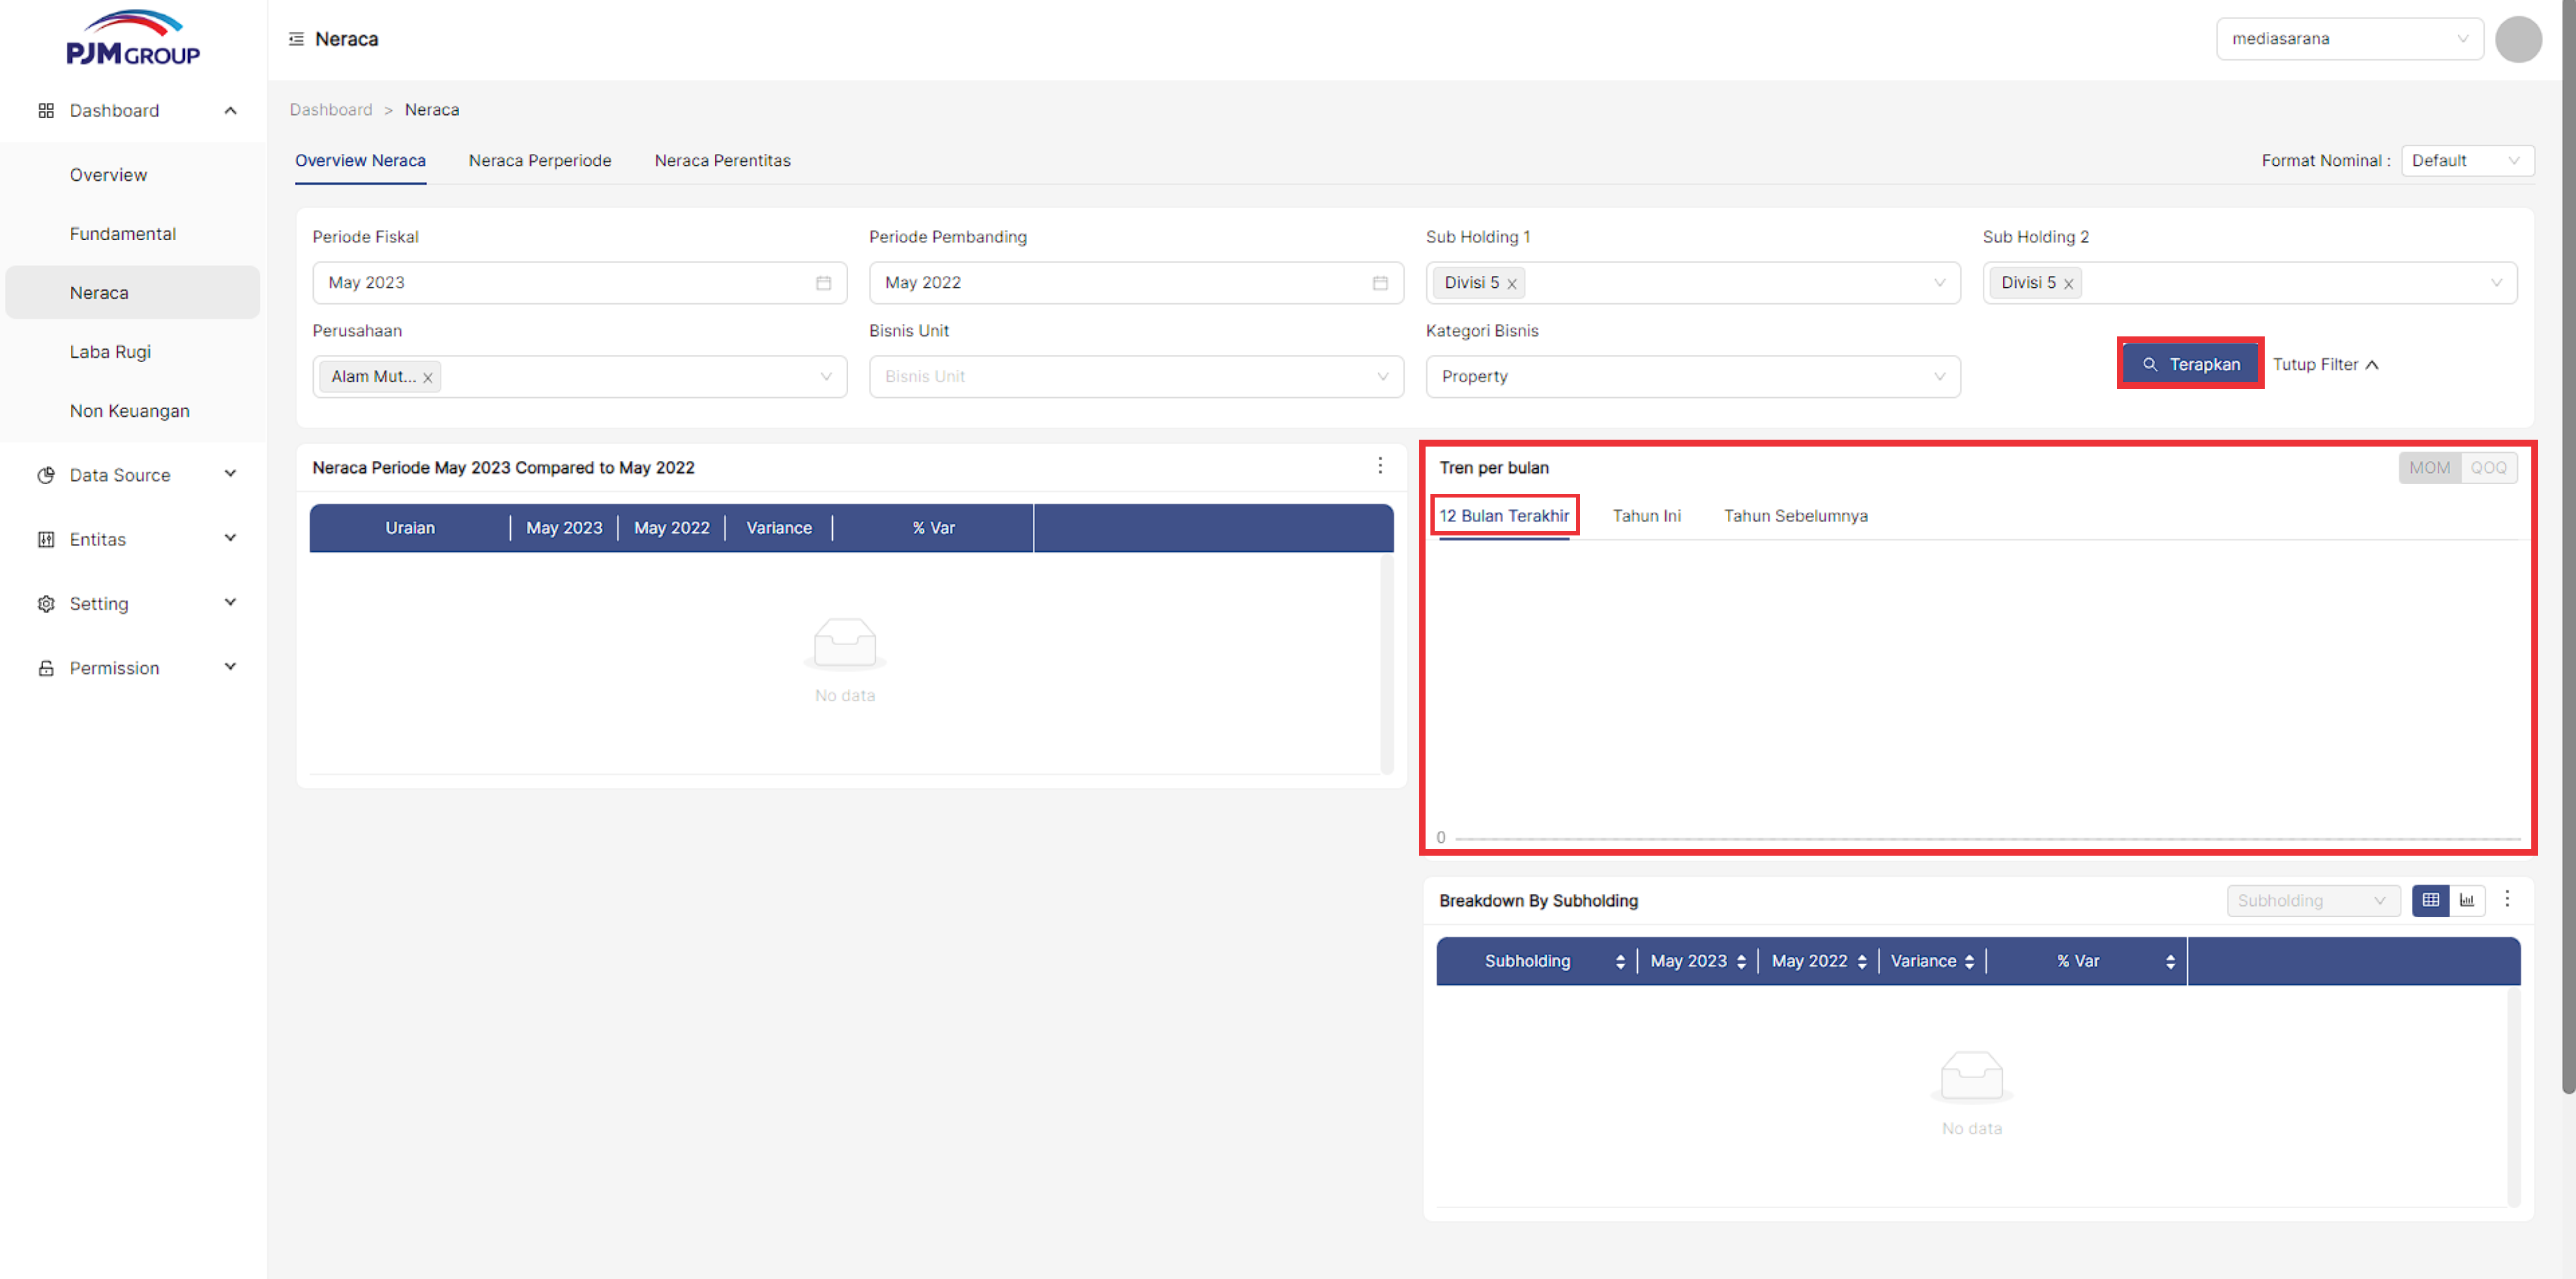 PJM GROUP
Neraca
mediasarana
Dashboard
Overview
Fundamental
Neraca
Laba Rugi
Non Keuangan
Data Source
Entitas
Setting
Permission
Dashboard > Neraca
Overview Neraca Neraca Perperiode Neraca Perentitas
Format Nominal : Default
Periode Fiskal Periode Pembanding Sub Holding 1 Sub Holding 2
May 2023 May 2022 Divisi 5 Divisi 5
Perusahaan Bisnis Unit Kategori Bisnis
Alam Mut... Bisnis Unit Property
Terapkan Tutup Filter
Neraca Periode May 2023 Compared to May 2022
Uraian May 2023 May 2022 Variance % Var
No data
Tren per bulan MOM QOQ
12 Bulan Terakhir Tahun Ini Tahun Sebelumnya
0
Breakdown By Subholding Subholding
Subholding May 2023 May 2022 Variance % Var
No data